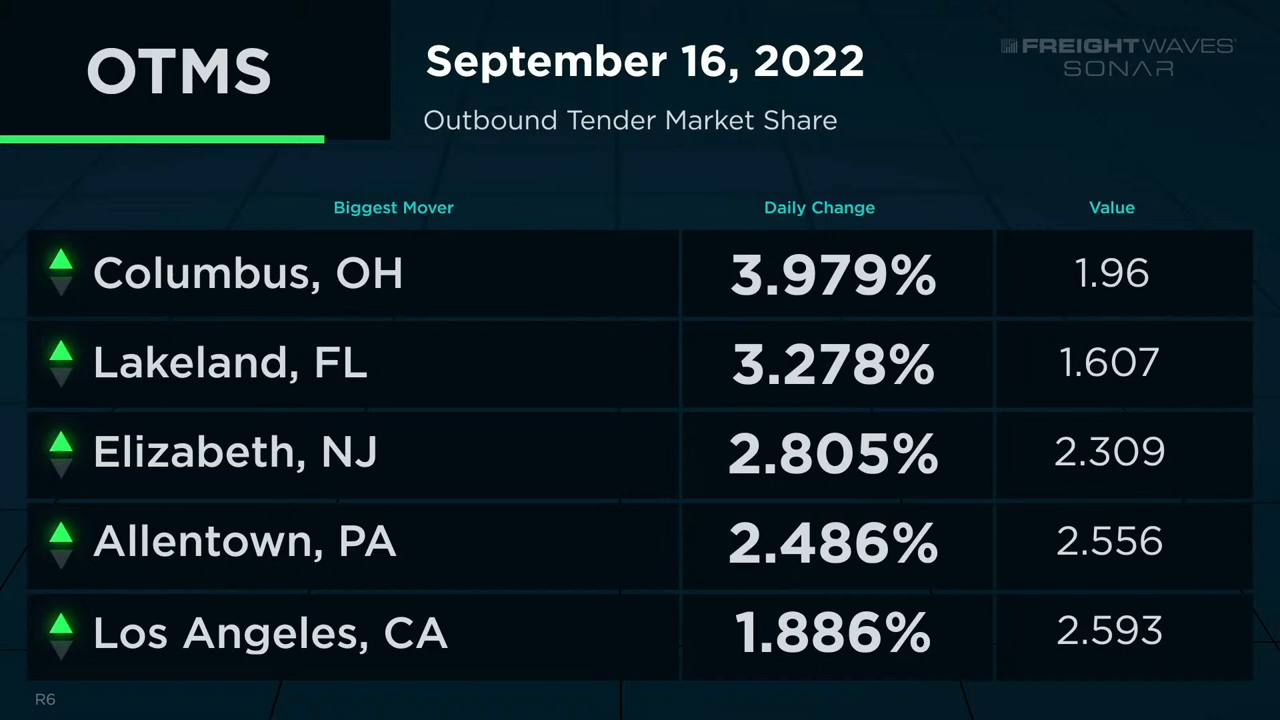 OTMS
September 16, 2022
Outbound Tender Market Share
FREIGHTWAVES
SONAR
Biggest Mover Daily Change Value
Columbus, OH 3.979% 1.96
Lakeland, FL 3.278% 1.607
Elizabeth, NJ 2.805% 2.309
Allentown, PA 2.486% 2.556
Los Angeles, CA 1.886% 2.593
R6